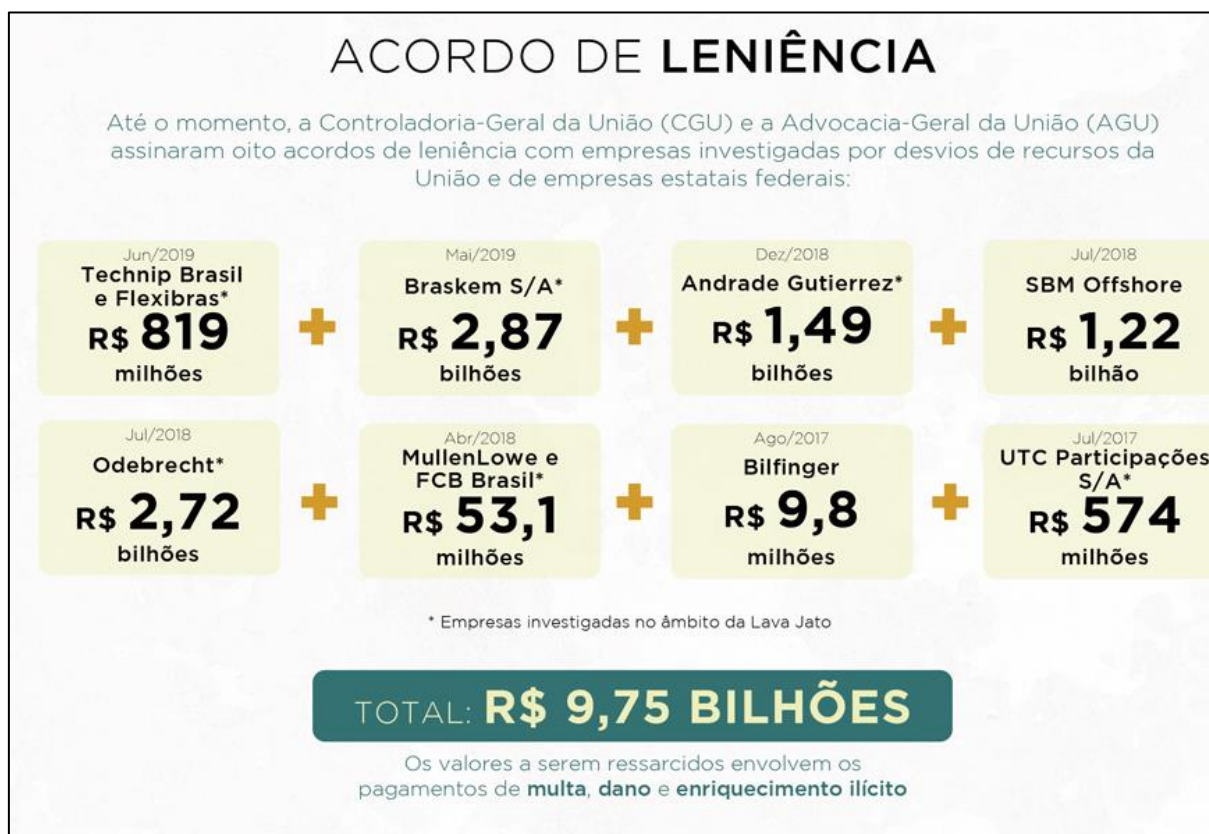 ACORDO DE LENIÊNCIA
Até o momento, a Controladoria-Geral da União (CGU) e a Advocacia-Geral da União (AGU)
assinaram oito acordos de leniência com empresas investigadas por desvios de recursos da
União e de empresas estatais federais:
Jun/2019
Technip Brasil
e Flexibras*
R$ 819
milhões
+
Mai/2019
Braskem S/A*
R$ 2,87
bilhões
+
Dez/2018
Andrade Gutierrez*
R$ 1,49
bilhões
+
Jul/2018
SBM Offshore
R$ 1,22
bilhão
Jul/2018
Odebrecht*
R$ 2,72
bilhões
+
Abr/2018
MullenLowe e
FCB Brasil*
R$ 53,1
milhões
+
Ago/2017
Bilfinger
R$ 9,8
milhões
+
Jul/2017
UTC Participações
S/A*
R$ 574
milhões
* Empresas investigadas no âmbito da Lava Jato
TOTAL: R$ 9,75 BILHÕES
Os valores a serem ressarcidos envolvem os
pagamentos de multa, dano e enriquecimento ilícito